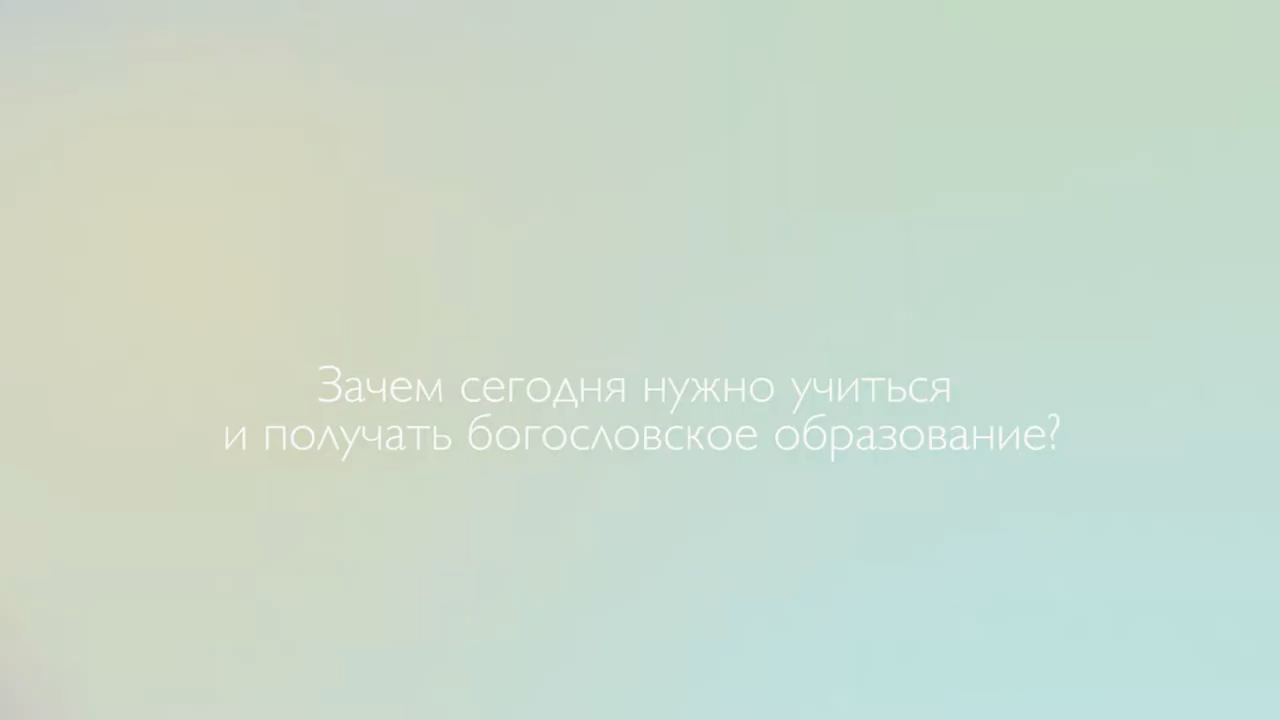 Зачем сегодня нужно учиться
и получать богословское образование?